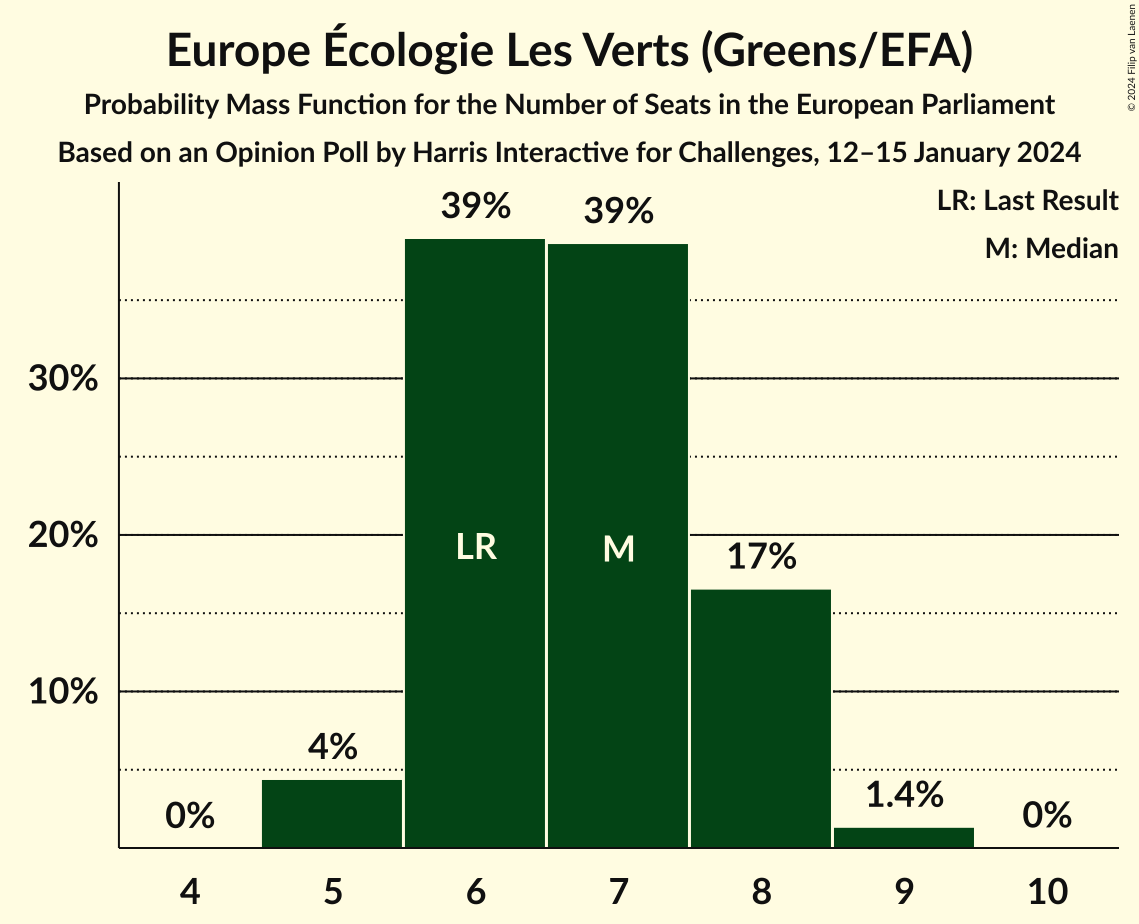 Europe Écologie Les Verts (Greens/EFA)
Probability Mass Function for the Number of Seats in the European Parliament
Based on an Opinion Poll by Harris Interactive for Challenges, 12–15 January 2024
© 2024 Filip van Laenen
LR: Last Result
M: Median
39%
39%
30%
20%
LR
M
17%
10%
4%
1.4%
0%
0%
4
5
6
7
8
9
10